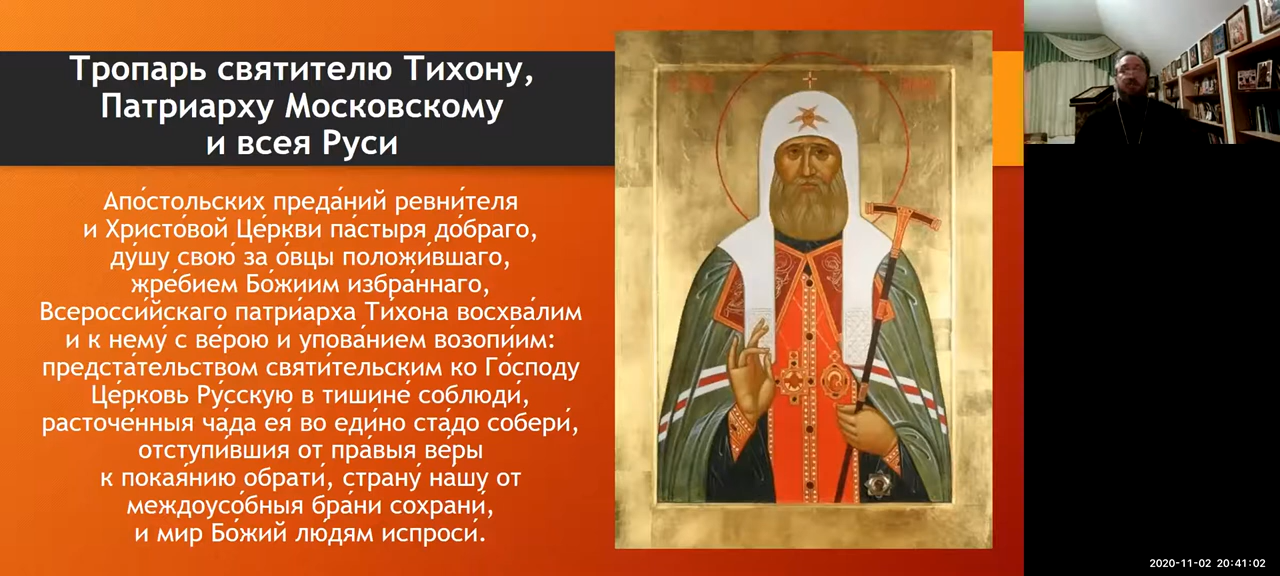 Тропарь святителю Тихону,
Патриарху Московскому
и всея Руси
Апо́стольских преда́ний ревни́теля
и Христо́вой Це́ркви па́стыря до́браго,
ду́шу свою́ за о́вцы положи́вшаго,
жре́бием Бо́жиим избра́ннаго,
Всеросси́йскаго патриа́рха Ти́хона восхва́лим
и к нему́ с ве́рою и упова́нием возопи́им:
предста́тельством святи́тельским ко Го́споду
Це́рковь Ру́сскую в тишине́ соблюди́,
расточе́нныя ча́да ея́ во еди́но ста́до собери́,
отступи́вшия от пра́выя ве́ры
к покая́нию обрати́, страну́ на́шу от
междоусо́бныя бра́ни сохрани́,
и мир Бо́жий лю́дям испроси́.
2020-11-02 20:41:02